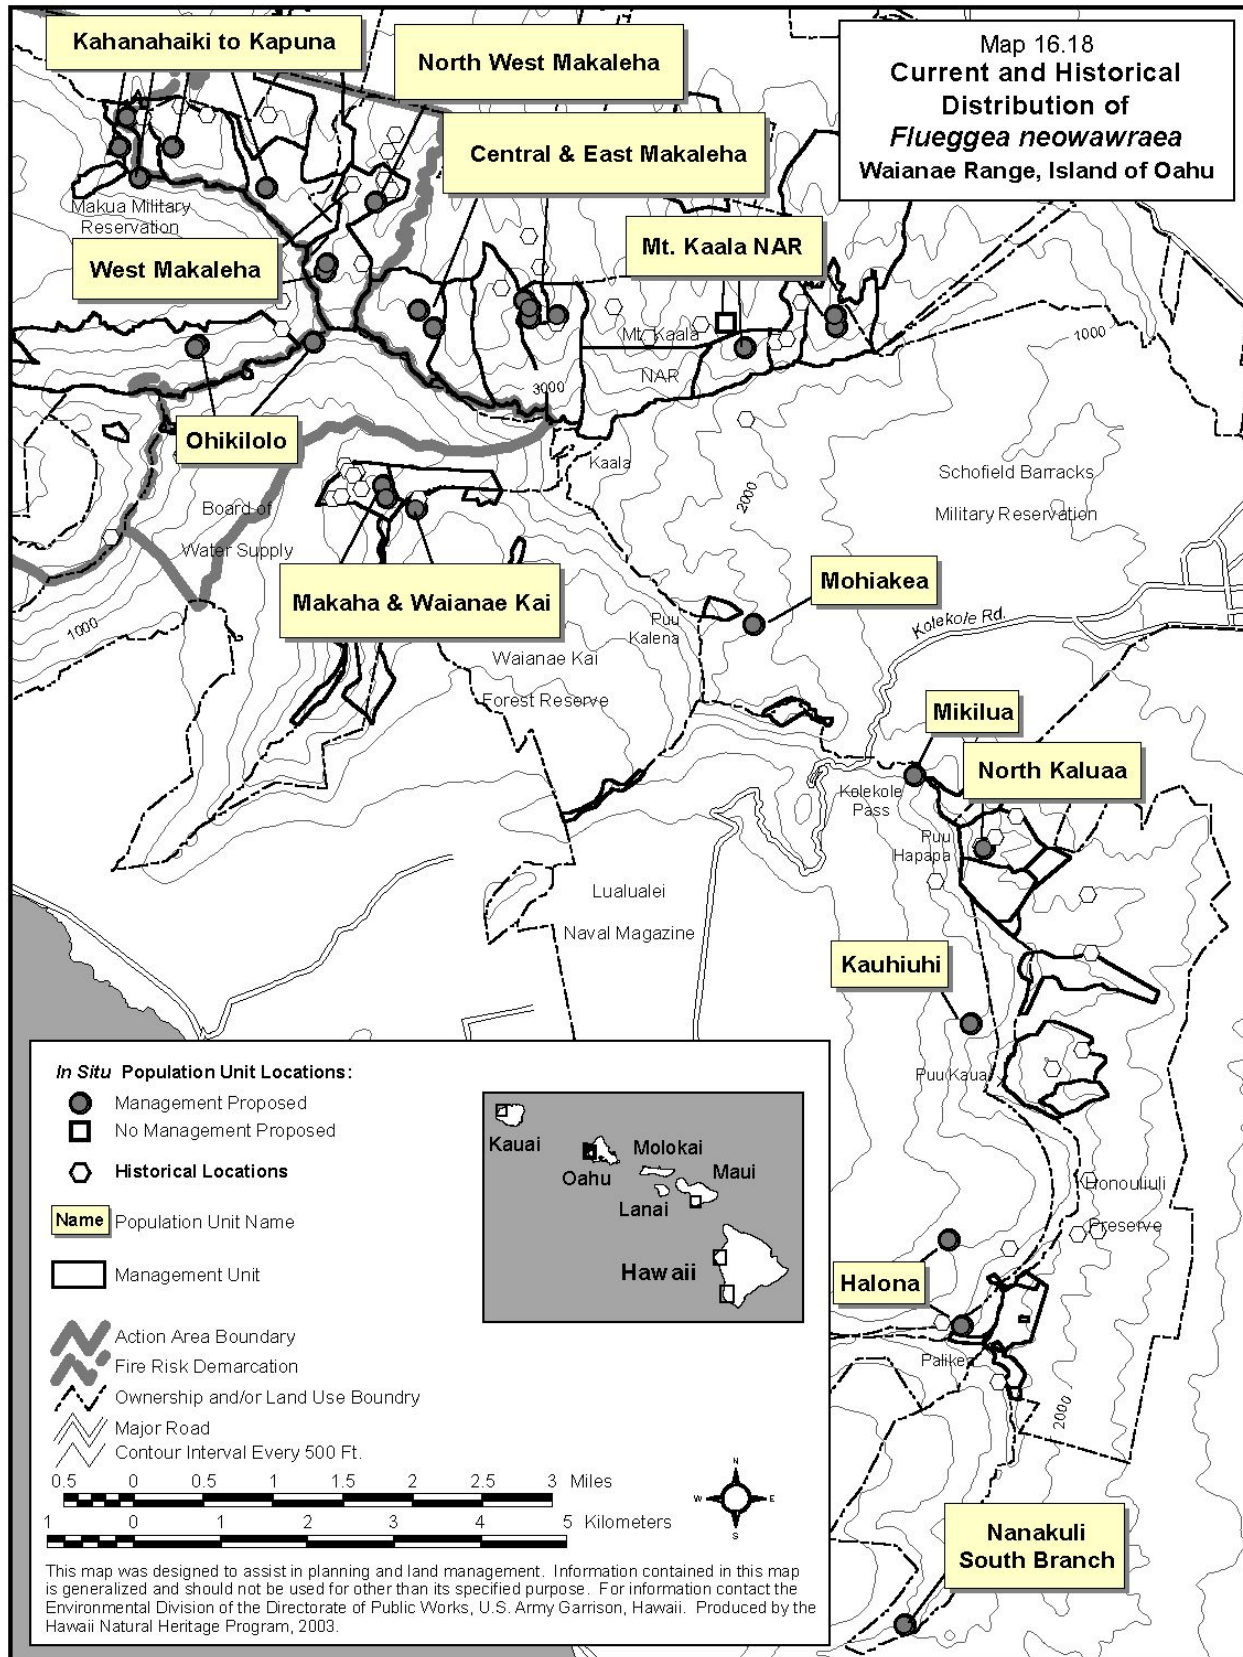 Map 16.18
Current and Historical
Distribution of
Flueggea neowawraea
Waianae Range, Island of Oahu
Kahanahaiki to Kapuna
North West Makaleha
Central & East Makaleha
Makua Military
Reservation
West Makaleha
Mt. Kaala NAR
Mt. Kaala
NAR
1000
3000
Ohikilolo
Kaala
2000
Schofield Barracks
Military Reservation
Board of
Water Supply
Makaha & Waianae Kai
Mohiakea
Puu
Kalena
Kolekole Rd.
1000
Waianae Kai
Forest Reserve
Mikilua
North Kaluaa
Kolekole
Pass
Puu
Hapapa
Lualualei
Naval Magazine
Kauhiuhi
Puu Kaua
Honouliuli
Preserve
Halona
Palikea
2000
Nanakuli
South Branch
In Situ Population Unit Locations:
Management Proposed
No Management Proposed
Historical Locations
Name Population Unit Name
Management Unit
Action Area Boundary
Fire Risk Demarcation
Ownership and/or Land Use Boundry
Major Road
Contour Interval Every 500 Ft.
Kauai
Oahu
Molokai
Maui
Lanai
Hawaii
0.5 0 0.5 1 1.5 2 2.5 3 Miles
1 0 1 2 3 4 5 Kilometers
N
W E
S
This map was designed to assist in planning and land management. Information contained in this map
is generalized and should not be used for other than its specified purpose. For information contact the
Environmental Division of the Directorate of Public Works, U.S. Army Garrison, Hawaii. Produced by the
Hawaii Natural Heritage Program, 2003.